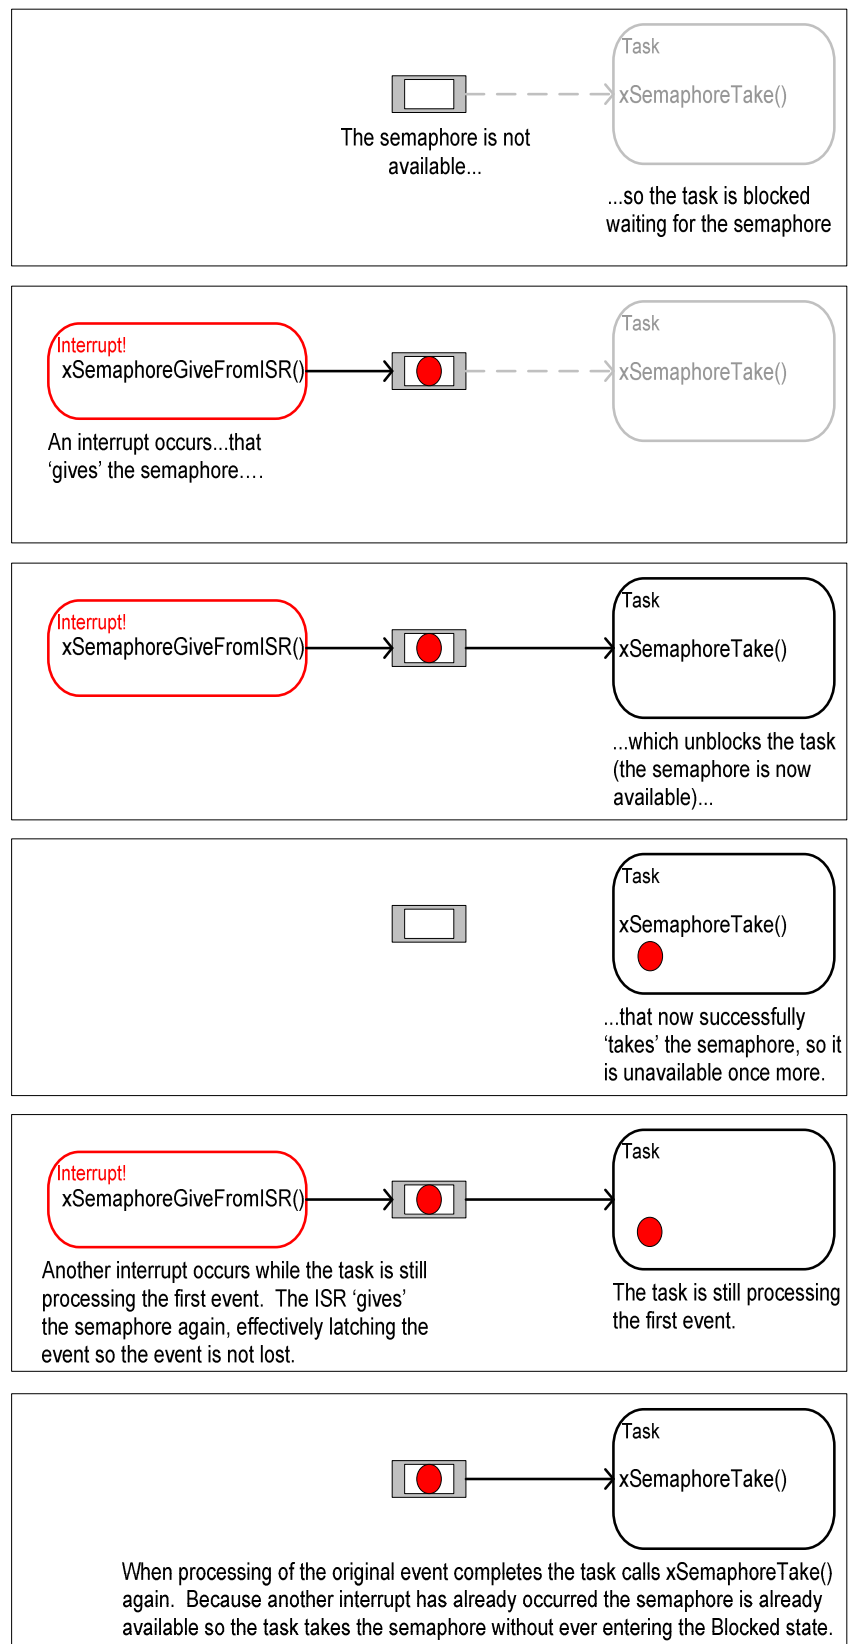 Task
xSemaphoreTake()
The semaphore is not
available...
...so the task is blocked
waiting for the semaphore
Task
Interrupt!
xSemaphoreGiveFromISR()
xSemaphoreTake()
An interrupt occurs...that
‘gives’ the semaphore….
Task
Interrupt!
xSemaphoreGiveFromISR()
xSemaphoreTake()
...which unblocks the task
(the semaphore is now
available)...
Task
xSemaphoreTake()
...that now successfully
‘takes’ the semaphore, so it
is unavailable once more.
Task
Interrupt!
xSemaphoreGiveFromISR()
Another interrupt occurs while the task is still
processing the first event.  The ISR ‘gives’
the semaphore again, effectively latching the
event so the event is not lost.
The task is still processing
the first event.
Task
xSemaphoreTake()
When processing of the original event completes the task calls xSemaphoreTake()
again.  Because another interrupt has already occurred the semaphore is already
available so the task takes the semaphore without ever entering the Blocked state.